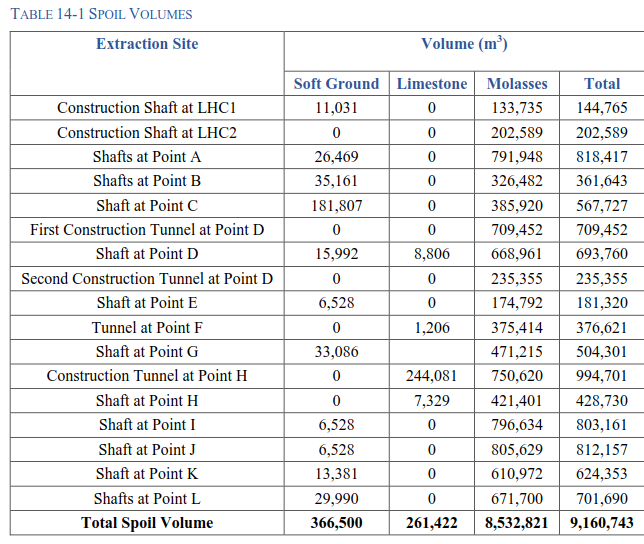 TABLE 14-1 SPOIL VOLUMES
Extraction Site Volume (m³)
Soft Ground Limestone Molasses Total
Construction Shaft at LHC1 11,031 0 133,735 144,765
Construction Shaft at LHC2 0 0 202,589 202,589
Shafts at Point A 26,469 0 791,948 818,417
Shafts at Point B 35,161 0 326,482 361,643
Shaft at Point C 181,807 0 385,920 567,727
First Construction Tunnel at Point D 0 0 709,452 709,452
Shaft at Point D 15,992 8,806 668,961 693,760
Second Construction Tunnel at Point D 0 0 235,355 235,355
Shaft at Point E 6,528 0 174,792 181,320
Tunnel at Point F 0 1,206 375,414 376,621
Shaft at Point G 33,086 471,215 504,301
Construction Tunnel at Point H 0 244,081 750,620 994,701
Shaft at Point H 0 7,329 421,401 428,730
Shaft at Point I 6,528 0 796,634 803,161
Shaft at Point J 6,528 0 805,629 812,157
Shaft at Point K 13,381 0 610,972 624,353
Shafts at Point L 29,990 0 671,700 701,690
Total Spoil Volume 366,500 261,422 8,532,821 9,160,743